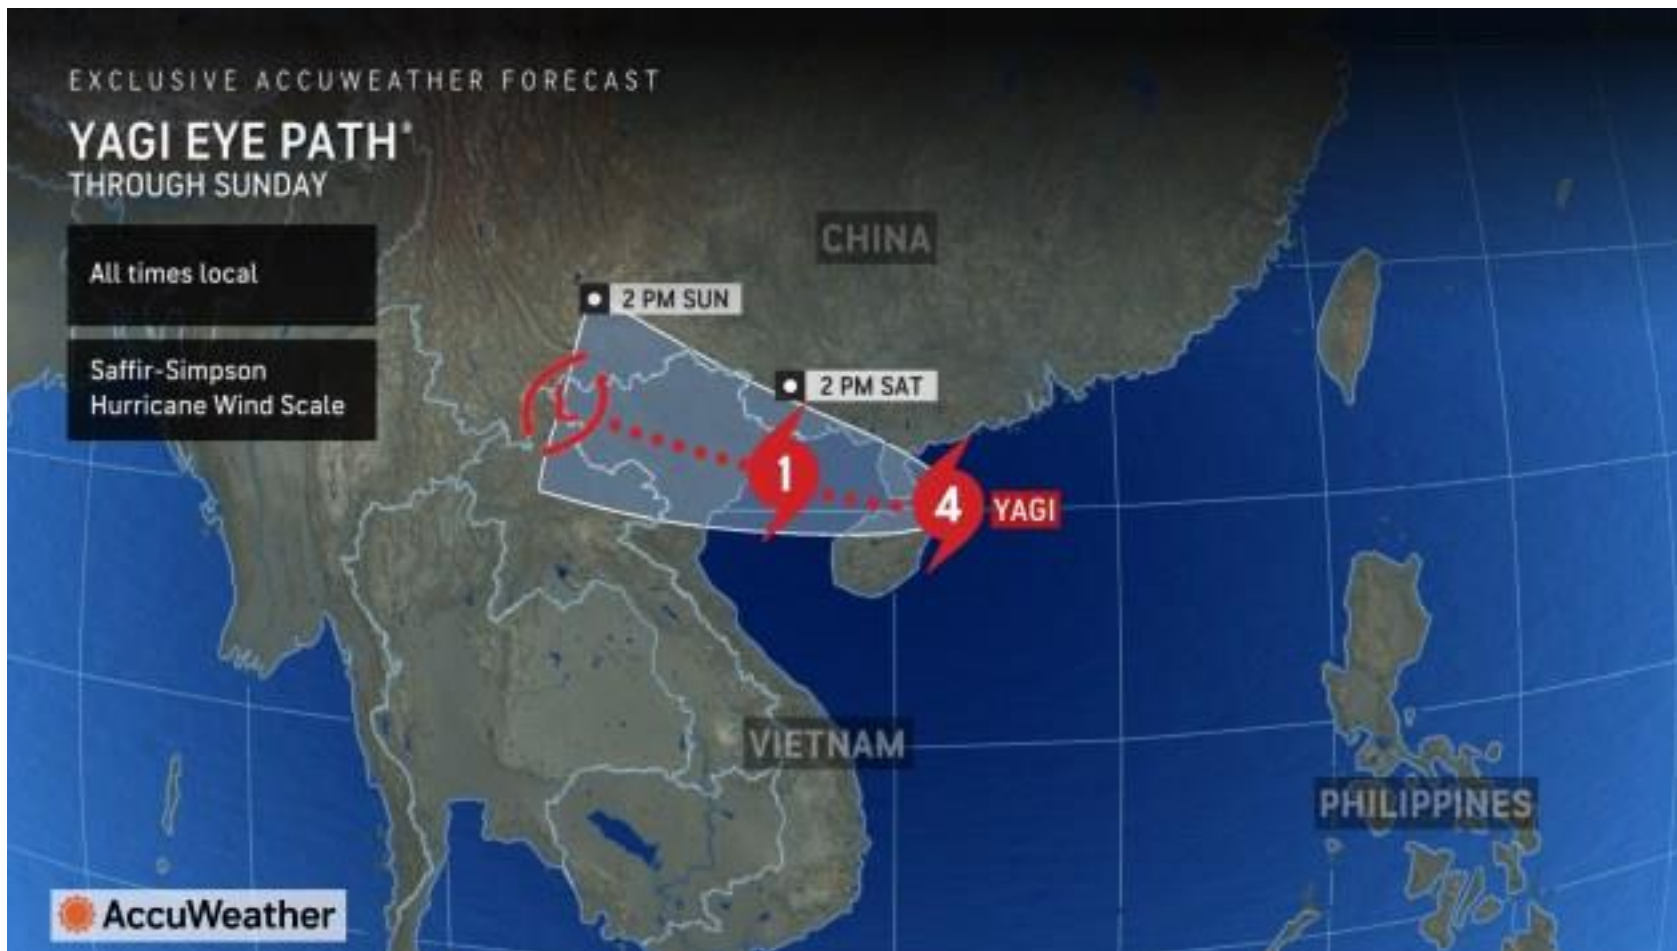 EXCLUSIVE ACCUWEATHER FORECAST
YAGI EYE PATH®
THROUGH SUNDAY
All times local
Saffir-Simpson
Hurricane Wind Scale
CHINA
2 PM SUN
2 PM SAT
L
1
4
YAGI
VIETNAM
PHILIPPINES
AccuWeather